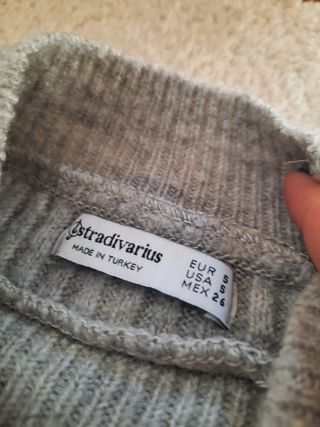 stradivarius
MADE IN TURKEY
EUR S
USA S
MEX 26